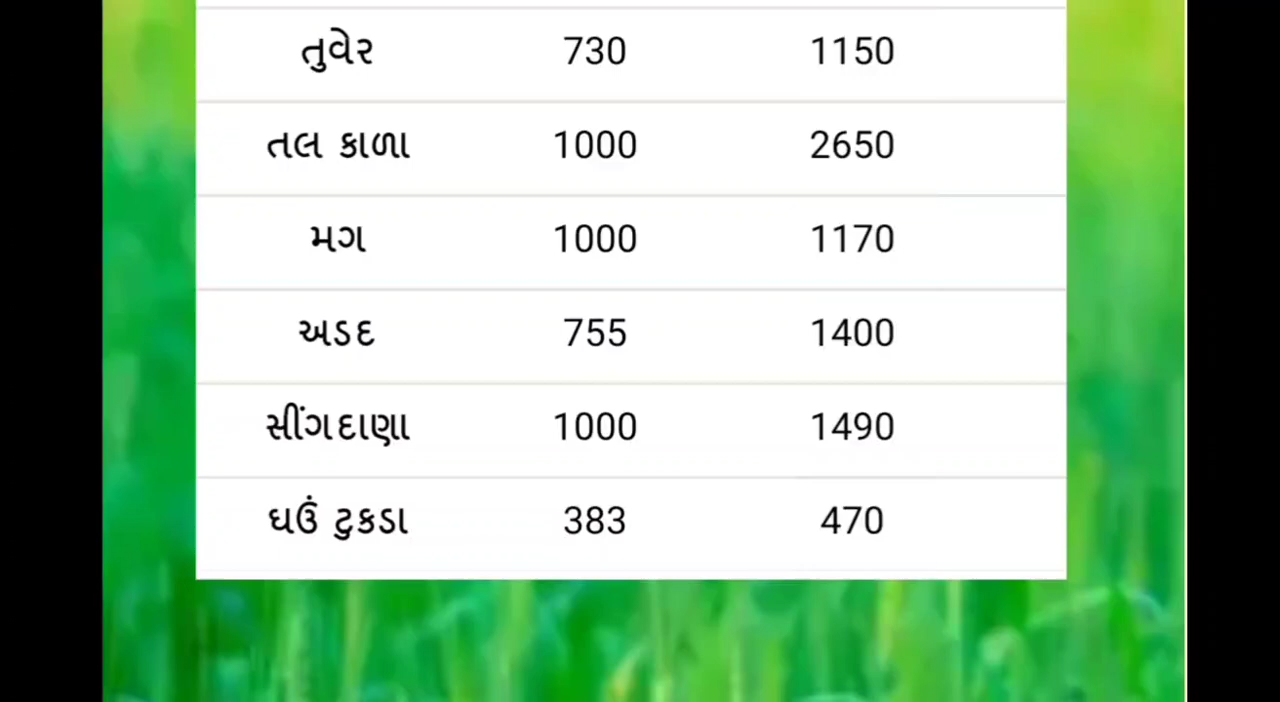 તુવેર 730 1150
તલ કાળા 1000 2650
મગ 1000 1170
અડદ 755 1400
સીંગદાણા 1000 1490
ઘઉં ટુકડા 383 470